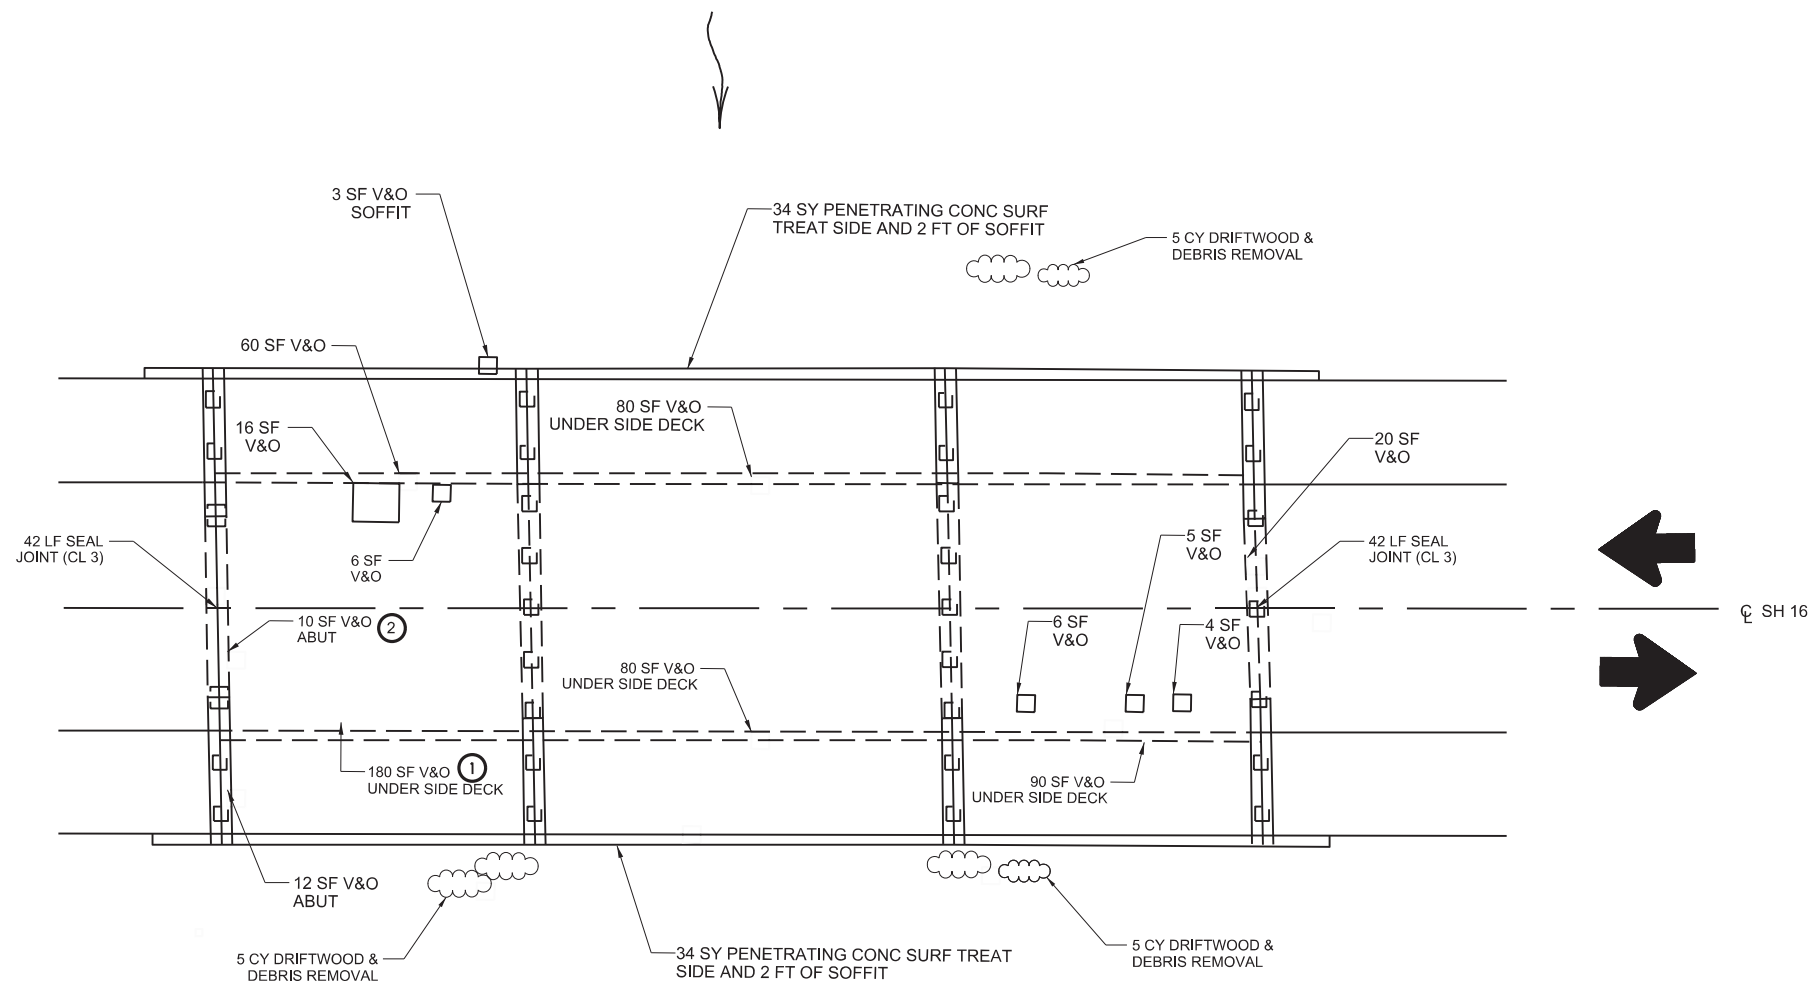 3 SF V&O
SOFFIT
34 SY PENETRATING CONC SURF
TREAT SIDE AND 2 FT OF SOFFIT
5 CY DRIFTWOOD &
DEBRIS REMOVAL
60 SF V&O
80 SF V&O
UNDER SIDE DECK
16 SF
V&O
20 SF
V&O
42 LF SEAL
JOINT (CL 3)
6 SF
V&O
5 SF
V&O
42 LF SEAL
JOINT (CL 3)
℄ SH 16
10 SF V&O
ABUT
2
6 SF
V&O
4 SF
V&O
80 SF V&O
UNDER SIDE DECK
180 SF V&O
UNDER SIDE DECK
1
90 SF V&O
UNDER SIDE DECK
12 SF V&O
ABUT
5 CY DRIFTWOOD &
DEBRIS REMOVAL
34 SY PENETRATING CONC SURF TREAT
SIDE AND 2 FT OF SOFFIT
5 CY DRIFTWOOD &
DEBRIS REMOVAL